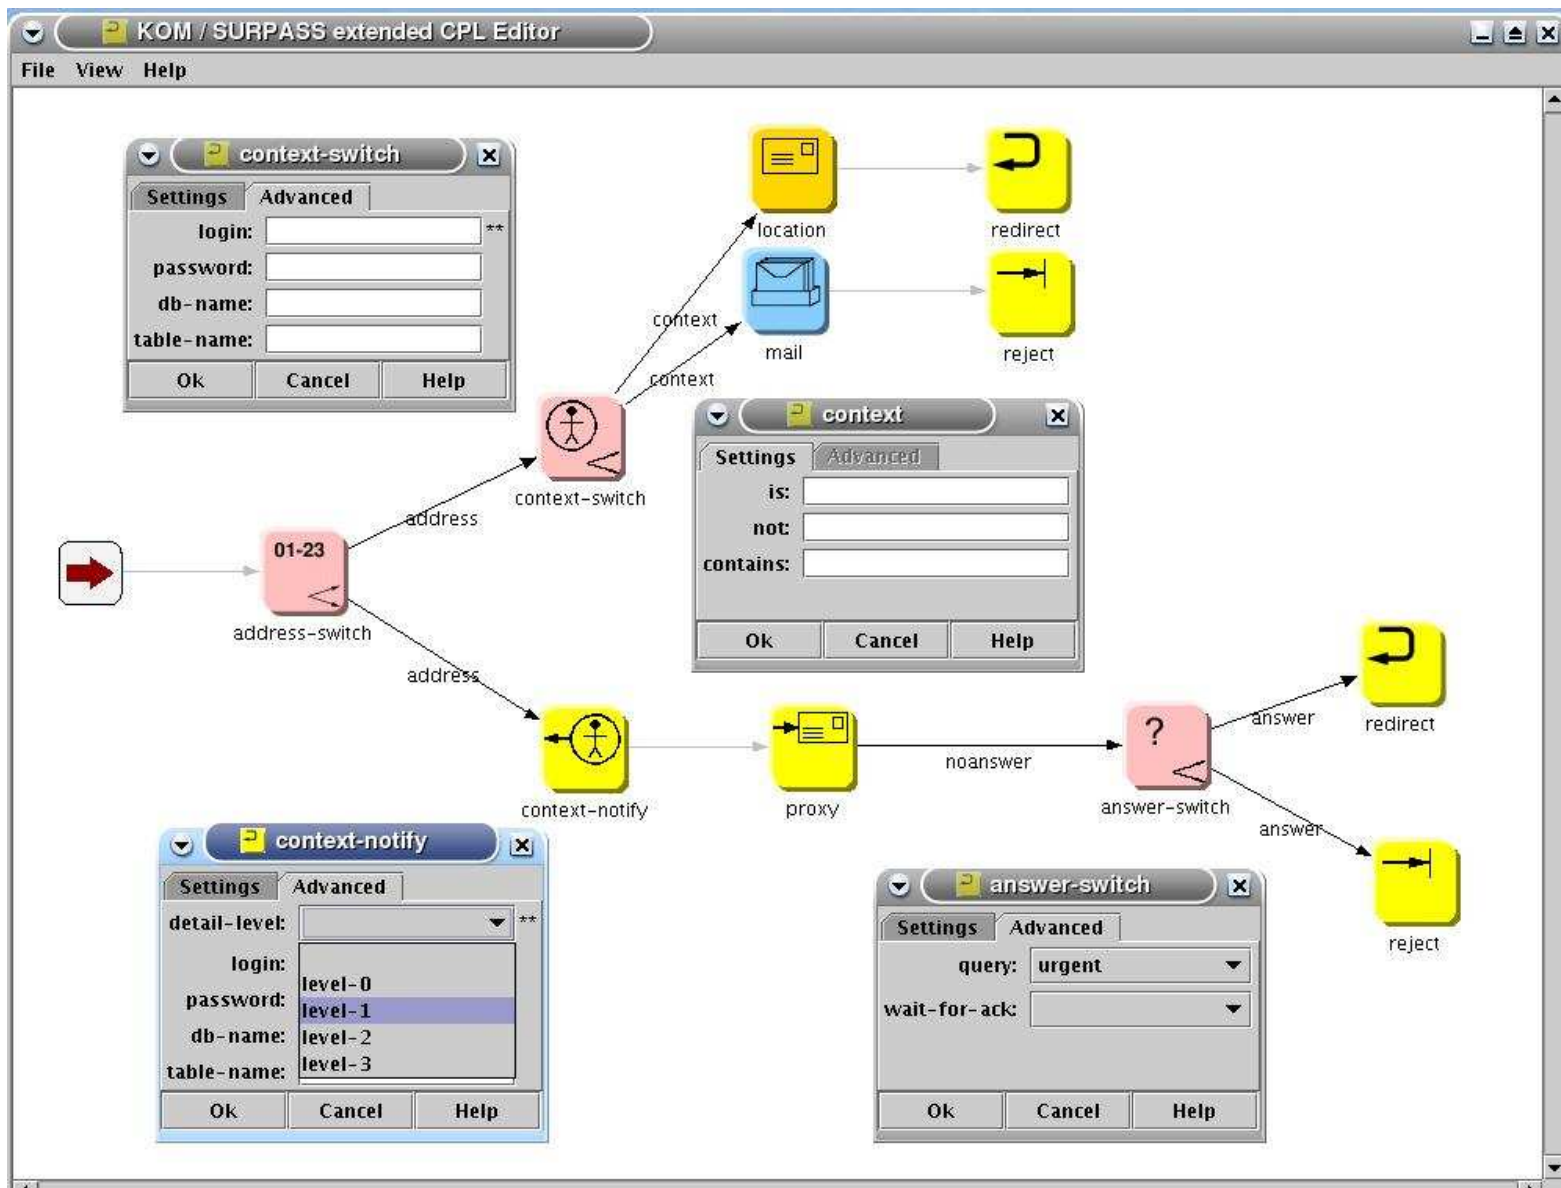 KOM / SURPASS extended CPL Editor
File View Help
context-switch
Settings Advanced
login: **
password:
db-name:
table-name:
Ok Cancel Help
location
redirect
context
mail
reject
context
context-switch
address
context
Settings Advanced
is:
not:
contains:
Ok Cancel Help
01-23
address-switch
address
context-notify
proxy
noanswer
?
answer-switch
answer
redirect
answer
reject
context-notify
Settings Advanced
detail-level: **
login:
level-0
password:
level-1
db-name:
level-2
table-name:
level-3
Ok Cancel Help
answer-switch
Settings Advanced
query: urgent
wait-for-ack:
Ok Cancel Help